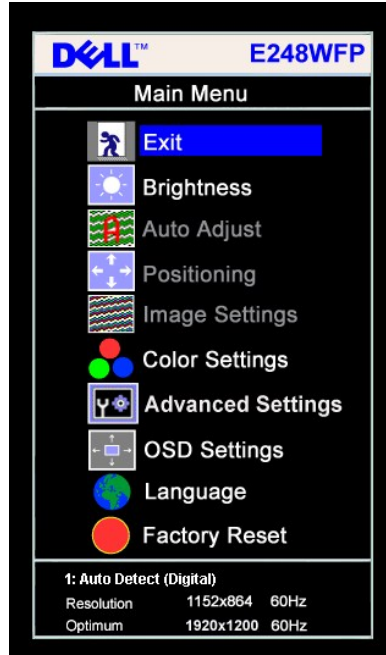 DELL™ E248WFP
Main Menu
Exit
Brightness
Auto Adjust
Positioning
Image Settings
Color Settings
Advanced Settings
OSD Settings
Language
Factory Reset
1: Auto Detect (Digital)
Resolution 1152x864 60Hz
Optimum 1920x1200 60Hz